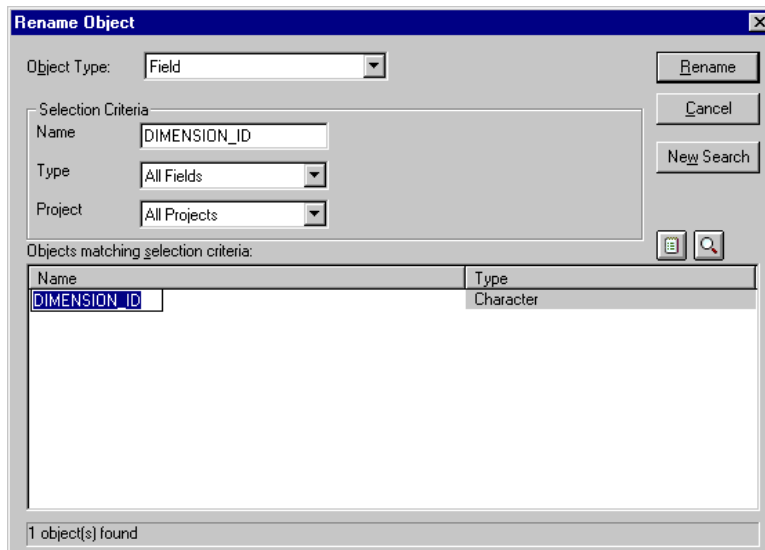 Rename Object
Object Type: Field
Rename
Selection Criteria
Cancel
Name DIMENSION_ID
New Search
Type All Fields
Project All Projects
Objects matching selection criteria:
Name Type
DIMENSION_ID Character
1 object(s) found